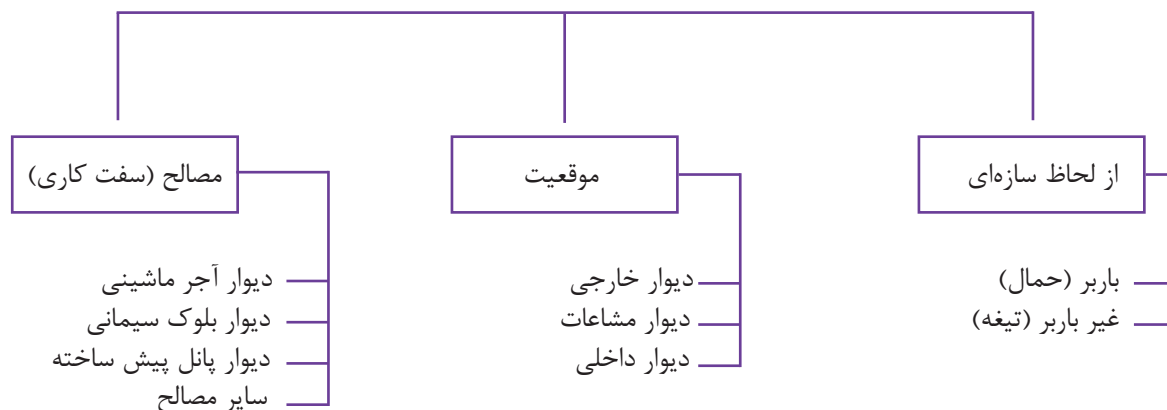 از لحاظ سازه‌ای
باربر (حمال)
غیر باربر (تیغه)
موقعیت
دیوار خارجی
دیوار مشاعات
دیوار داخلی
مصالح (سفت کاری)
دیوار آجر ماشینی
دیوار بلوک سیمانی
دیوار پانل پیش ساخته
سایر مصالح